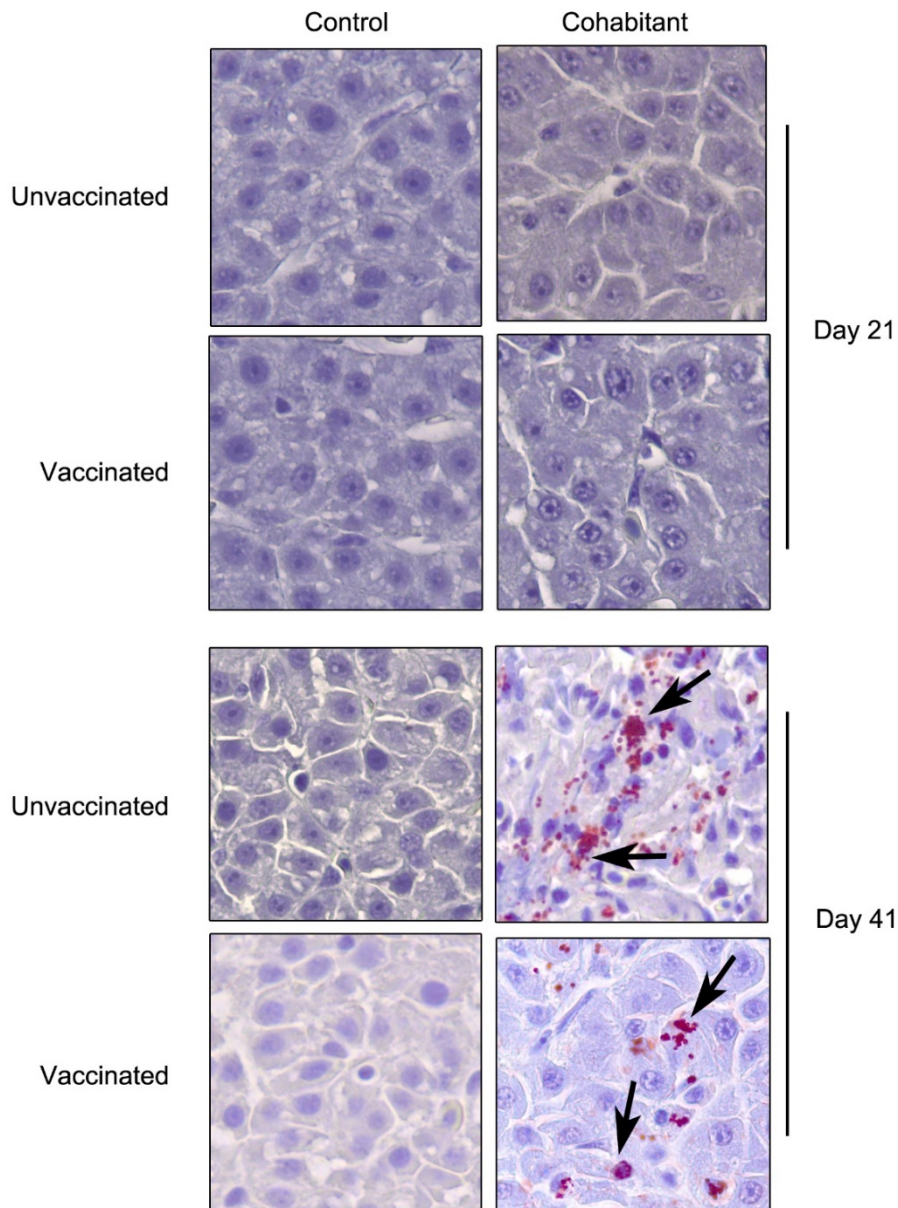 Control
Cohabitant
Unvaccinated
Day 21
Vaccinated
Unvaccinated
Day 41
Vaccinated